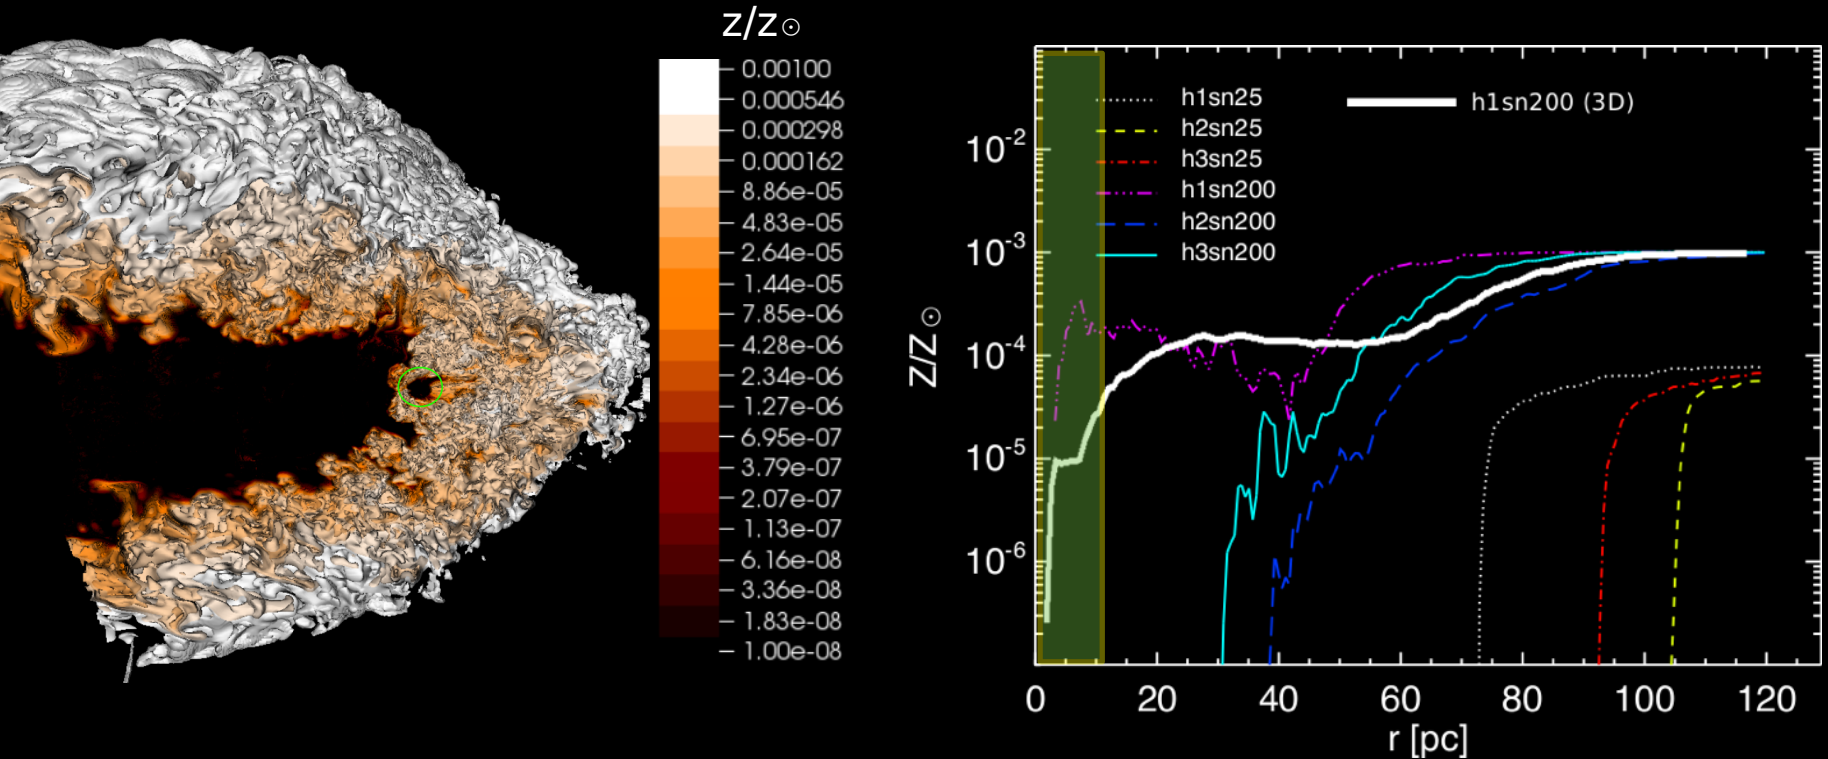 Z/Z⊙
0.00100
0.000546
0.000298
0.000162
8.86e-05
4.83e-05
2.64e-05
1.44e-05
7.85e-06
4.28e-06
2.34e-06
1.27e-06
6.95e-07
3.79e-07
2.07e-07
1.13e-07
6.16e-08
3.36e-08
1.83e-08
1.00e-08
h1sn25
h2sn25
h3sn25
h1sn200
h2sn200
h3sn200
h1sn200 (3D)
10⁻²
10⁻³
10⁻⁴
10⁻⁵
10⁻⁶
Z/Z⊙
0 20 40 60 80 100 120
r [pc]